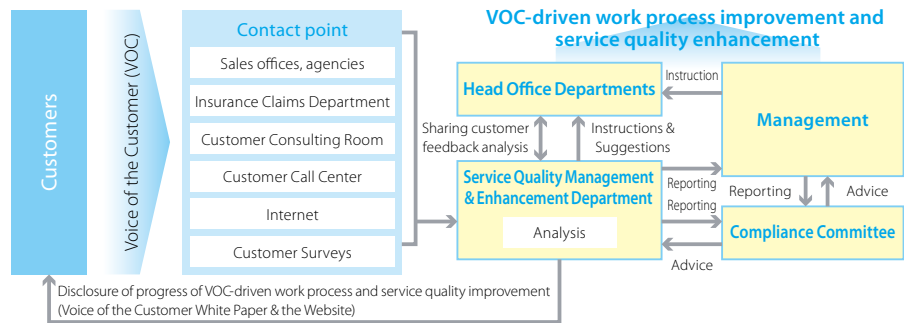 Customers
Voice of the Customer (VOC)
Contact point
Sales offices, agencies
Insurance Claims Department
Customer Consulting Room
Customer Call Center
Internet
Customer Surveys
VOC-driven work process improvement and
service quality enhancement
Head Office Departments
Instruction
Management
Sharing customer
feedback analysis
Instructions &
Suggestions
Service Quality Management
& Enhancement Department
Analysis
Reporting
Reporting
Reporting
Advice
Compliance Committee
Advice
Disclosure of progress of VOC-driven work process and service quality improvement
(Voice of the Customer White Paper & the Website)